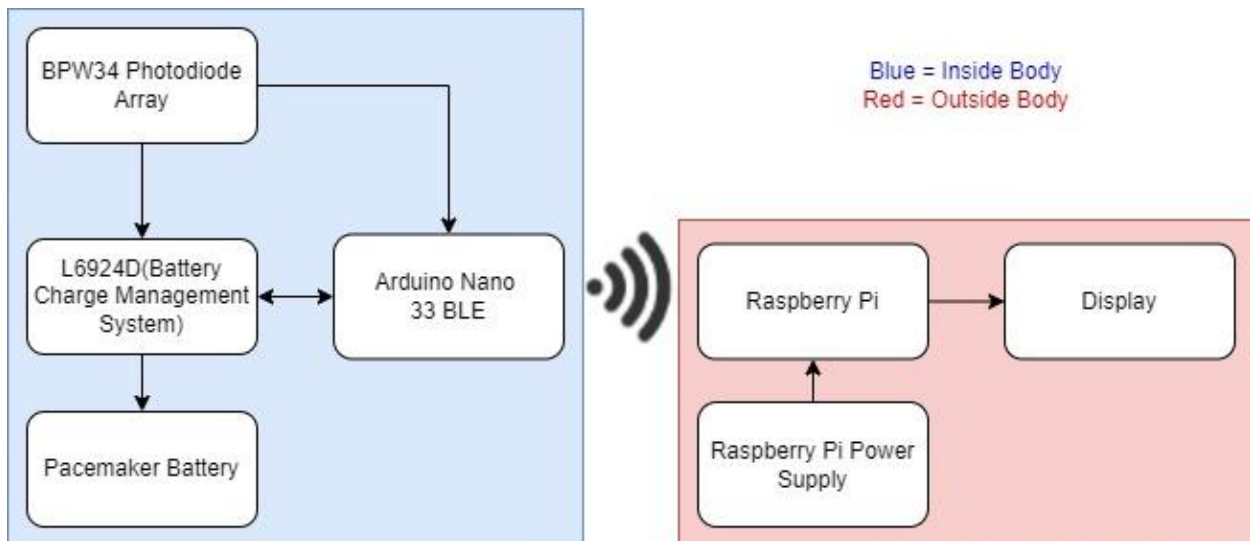 BPW34 Photodiode
Array
Blue = Inside Body
Red = Outside Body
L6924D(Battery
Charge Management
System)
Arduino Nano
33 BLE
Raspberry Pi
Display
Pacemaker Battery
Raspberry Pi Power
Supply